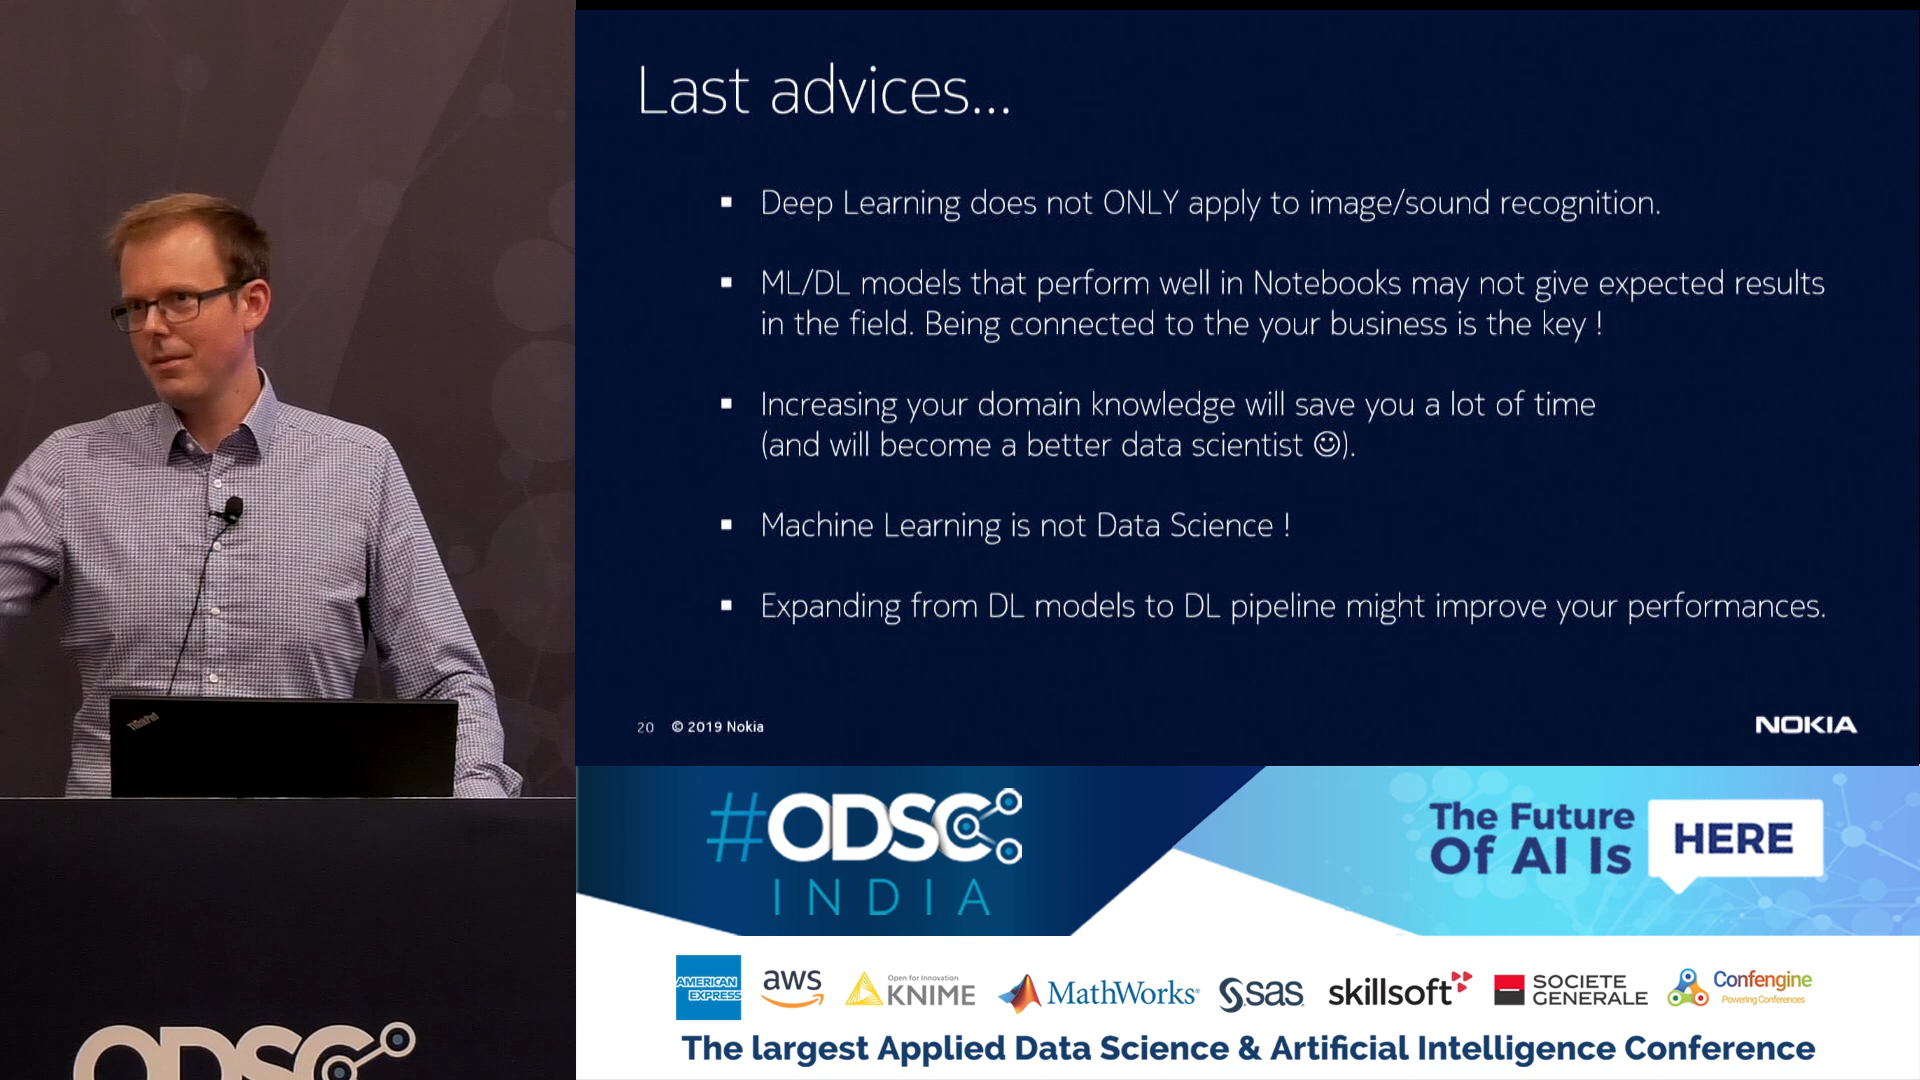 Last advices...
▪ Deep Learning does not ONLY apply to image/sound recognition.
▪ ML/DL models that perform well in Notebooks may not give expected results
in the field. Being connected to the your business is the key !
▪ Increasing your domain knowledge will save you a lot of time
(and will become a better data scientist ☺).
▪ Machine Learning is not Data Science !
▪ Expanding from DL models to DL pipeline might improve your performances.
20 © 2019 Nokia
NOKIA
ThinkPad
#ODSC
INDIA
The Future
Of AI Is
HERE
AMERICAN
EXPRESS
aws
Open for Innovation
KNIME
MathWorks®
sas
skillsoft
SOCIETE
GENERALE
Confengine
Powering Conferences
The largest Applied Data Science & Artificial Intelligence Conference
ODSC